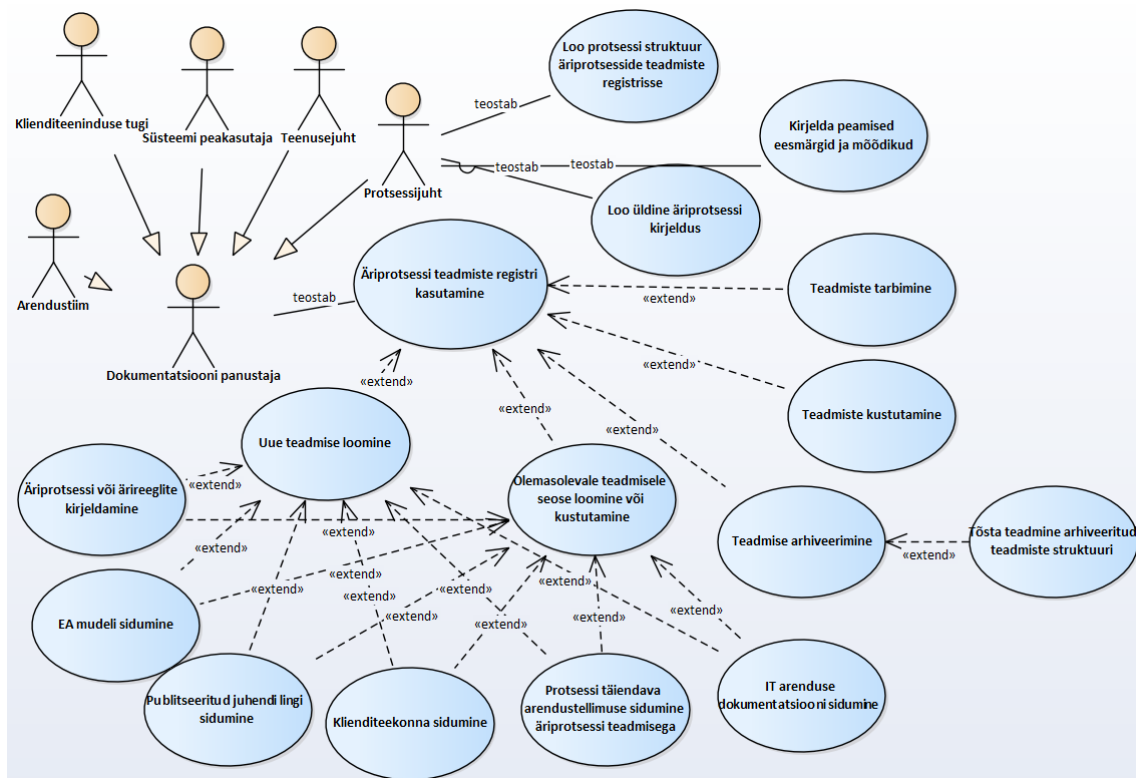 Klienditeeninduse tugi
Süsteemi peakasutaja
Teenusejuht
Protsessijuht
teostab
Loo protsessi struktuur
äriprotsesside teadmiste
registrisse
teostab
teostab
Kirjelda peamised
eesmärgid ja mõõdikud
Loo üldine äriprotsessi
kirjeldus
Arendustiim
Dokumentatsiooni panustaja
teostab
Äriprotsessi teadmiste registri
kasutamine
«extend»
Teadmiste tarbimine
«extend»
Teadmiste kustutamine
«extend»
«extend»
«extend»
Uue teadmise loomine
Olemasolevale teadmisele
seose loomine või
kustutamine
Äriprotsessi või ärireeglite
kirjeldamine
«extend»
«extend»
Teadmise arhiveerimine
«extend»
Tõsta teadmine arhiveeritud
teadmiste struktuuri
EA mudeli sidumine
«extend»
«extend»
«extend»
«extend»
«extend»
«extend»
«extend»
«extend»
«extend»
«extend»
Publitseeritud juhendi lingi
sidumine
Klienditeekonna sidumine
Protsessi täiendava
arendustellimuse sidumine
äriprotsessi teadmisega
IT arenduse
dokumentatsiooni sidumine